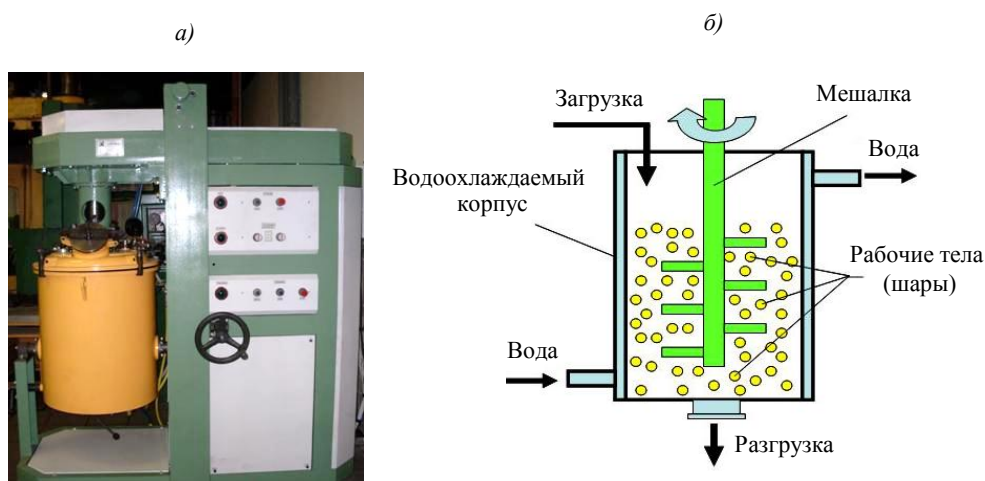 а)
б)
Загрузка
Мешалка
Вода
Водоохлаждаемый
корпус
Рабочие тела
(шары)
Вода
Разгрузка